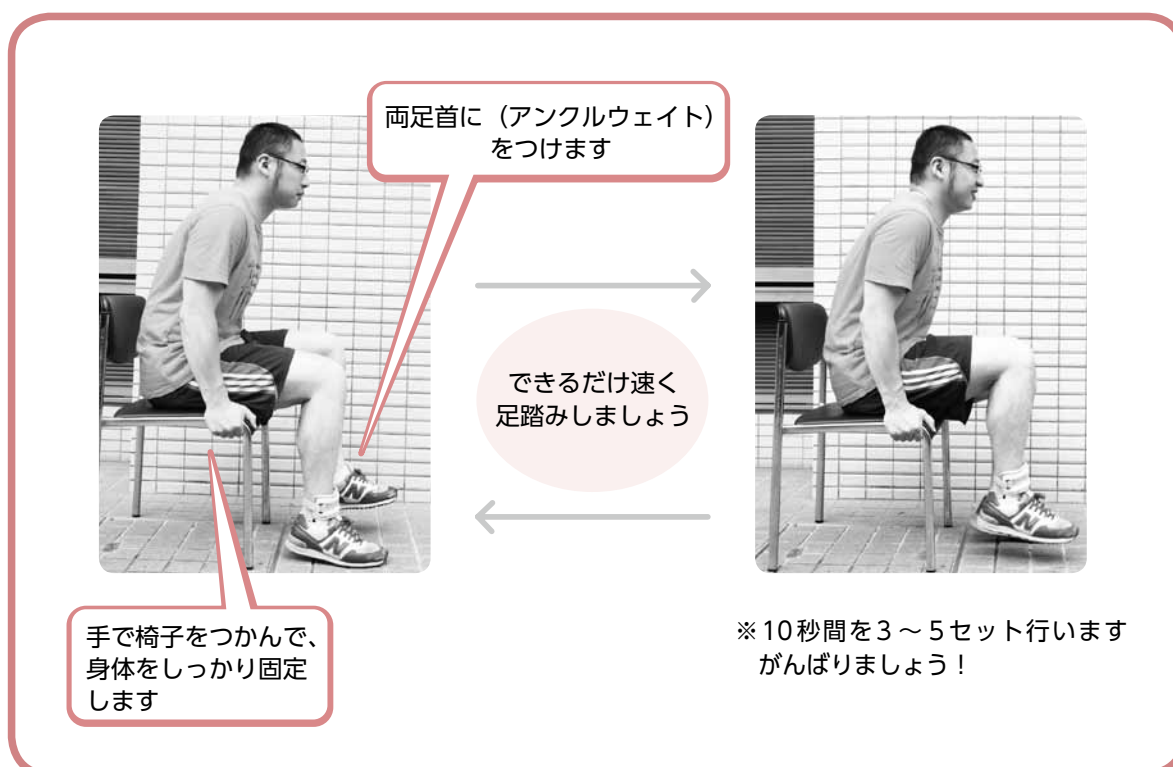 両足首に（アンクルウェイト）
をつけます
できるだけ速く
足踏みしましょう
手で椅子をつかんで、
身体をしっかり固定
します
※10秒間を3～5セット行います
がんばりましょう！